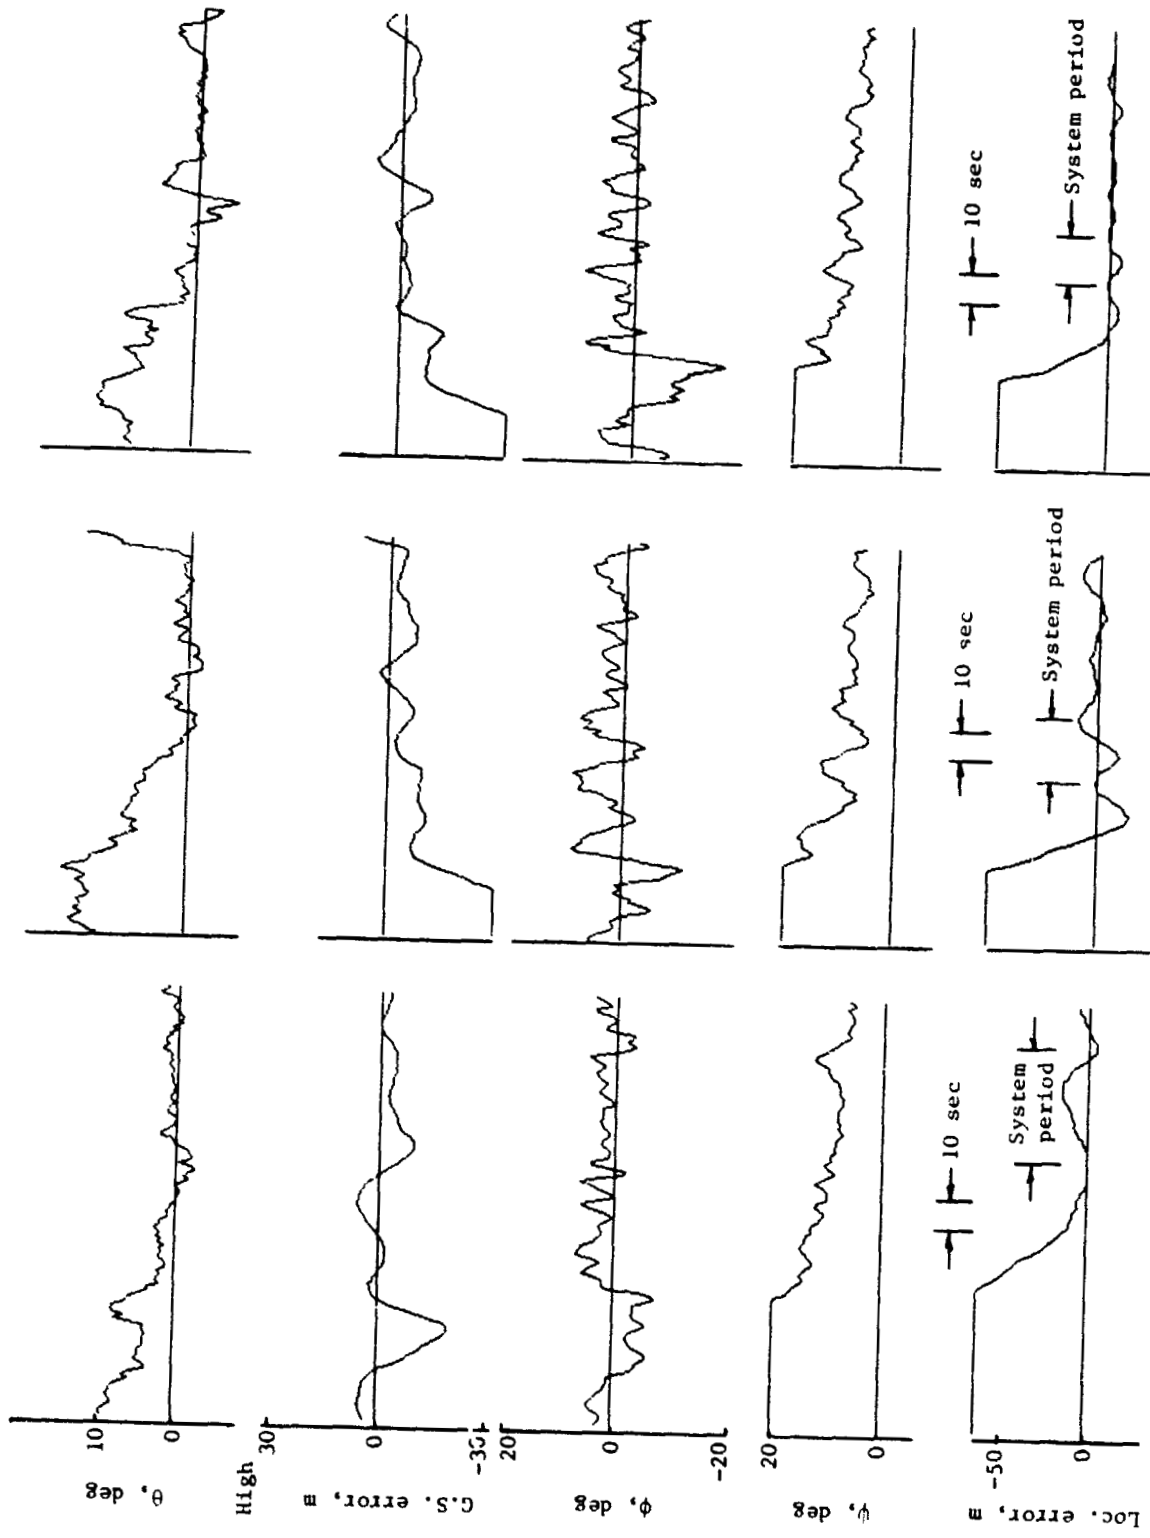 10 sec
System period
10 sec
System period
10 sec
System
period
10
0
θ, deg
High
30
0
-30
G.S. error, m
20
0
-20
φ, deg
20
0
ψ, deg
-50
0
Loc. error, m